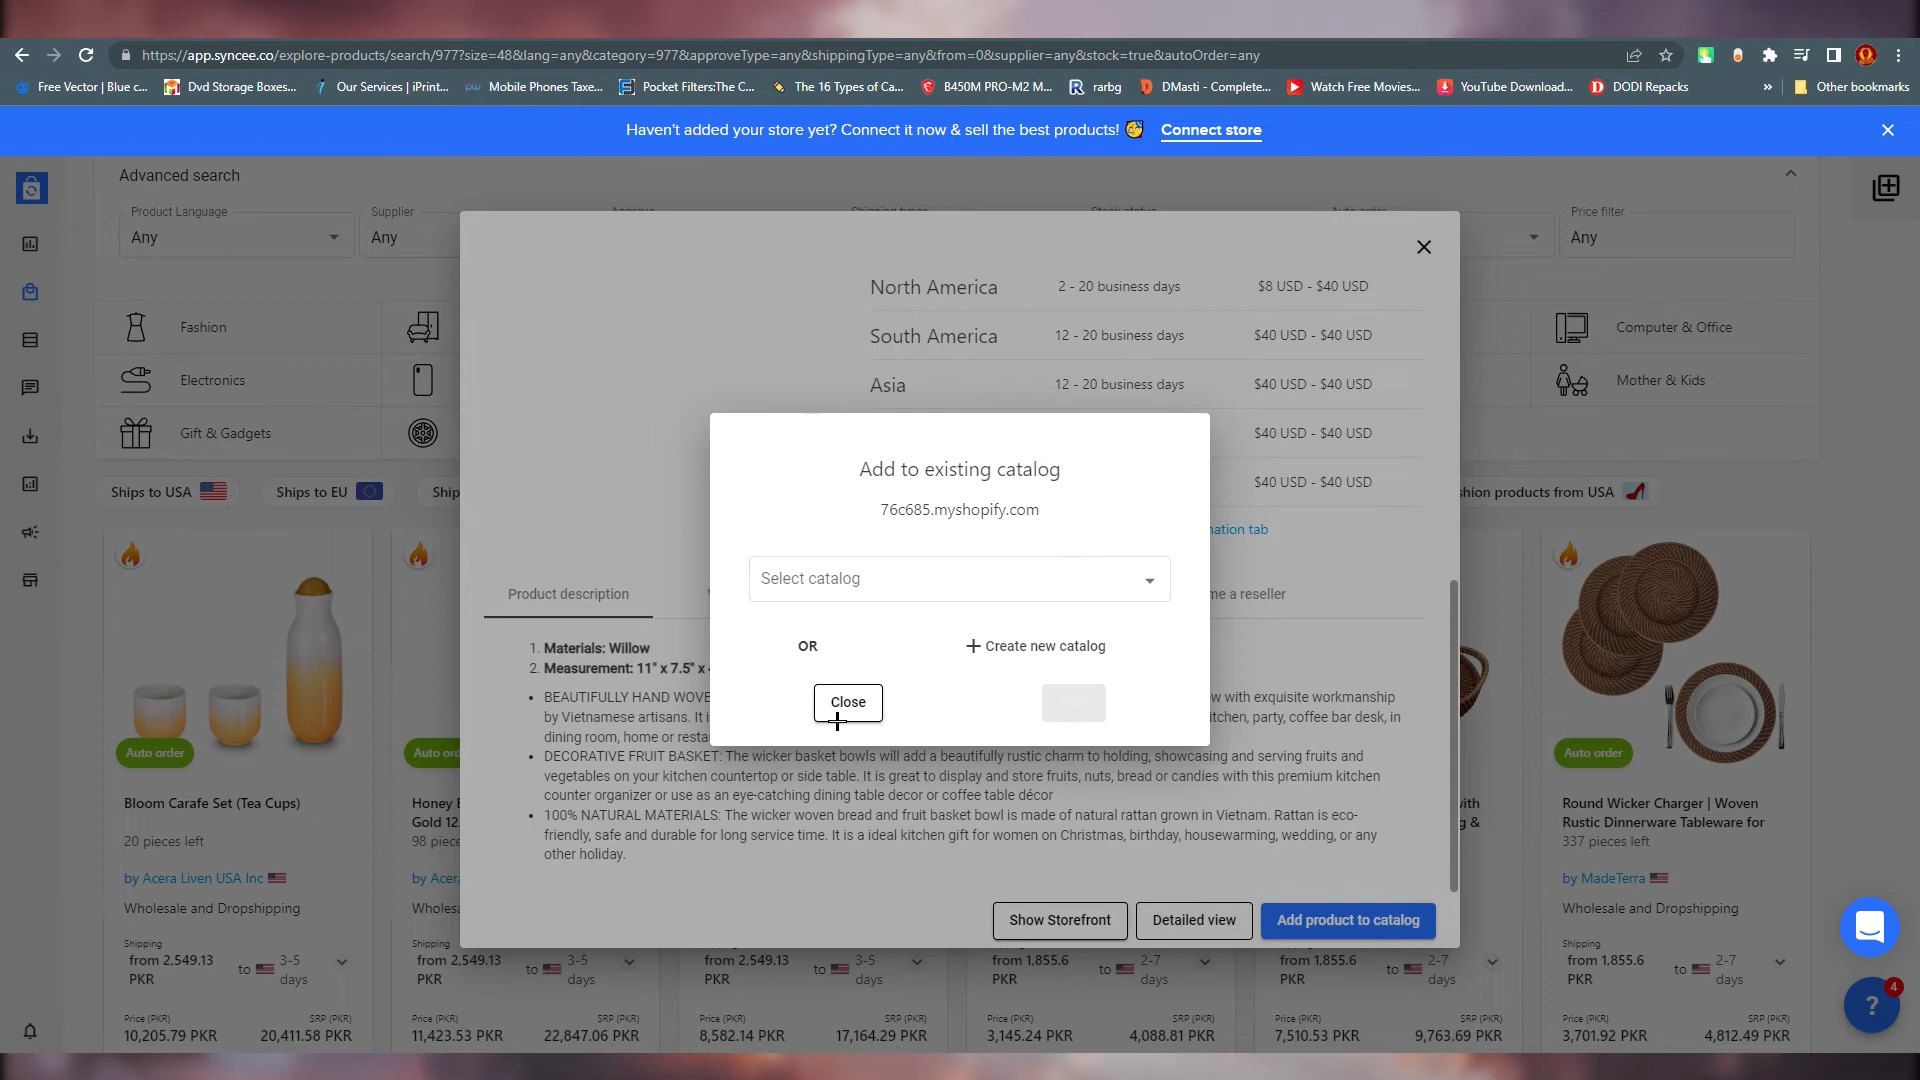 https://app.syncee.co/explore-products/search/977?size=48&lang=any&category=977&approveType=any&shippingType=any&from=0&supplier=any&stock=true&autoOrder=any
Free Vector | Blue c...
Dvd Storage Boxes...
Our Services | iPrint...
Mobile Phones Taxe...
Pocket Filters:The C...
The 16 Types of Ca...
B450M PRO-M2 M...
rarbg
DMasti - Complete...
Watch Free Movies...
YouTube Download...
DODI Repacks
»
Other bookmarks
Haven't added your store yet? Connect it now & sell the best products! 🥳 Connect store
Advanced search
Product Language
Any
Supplier
Any
Price filter
Any
Fashion
Computer & Office
Electronics
Mother & Kids
Gift & Gadgets
Ships to USA
Ships to EU
Ship
shion products from USA
North America 2 - 20 business days $8 USD - $40 USD
South America 12 - 20 business days $40 USD - $40 USD
Asia 12 - 20 business days $40 USD - $40 USD
$40 USD - $40 USD
$40 USD - $40 USD
nation tab
Add to existing catalog
76c685.myshopify.com
Select catalog
OR
Create new catalog
Close
Product description
me a reseller
1. Materials: Willow
2. Measurement: 11" x 7.5" x
BEAUTIFULLY HAND WOVE
w with exquisite workmanship
by Vietnamese artisans. It i
itchen, party, coffee bar desk, in
dining room, home or resta
DECORATIVE FRUIT BASKET: The wicker basket bowls will add a beautifully rustic charm to holding, showcasing and serving fruits and
vegetables on your kitchen countertop or side table. It is great to display and store fruits, nuts, bread or candies with this premium kitchen
counter organizer or use as an eye-catching dining table decor or coffee table décor
100% NATURAL MATERIALS: The wicker woven bread and fruit basket bowl is made of natural rattan grown in Vietnam. Rattan is eco-
friendly, safe and durable for long service time. It is a ideal kitchen gift for women on Christmas, birthday, housewarming, wedding, or any
other holiday.
Show Storefront
Detailed view
Add product to catalog
Auto order
Bloom Carafe Set (Tea Cups)
20 pieces left
by Acera Liven USA Inc
Wholesale and Dropshipping
Shipping
from 2,549.13 PKR to 3-5 days
Price (PKR) SRP (PKR)
10,205.79 PKR 20,411.58 PKR
Auto ord
Honey B
Gold 12.
98 piece
by Acera
Wholes
Shipping
from 2,549.13 PKR to 3-5 days
Price (PKR) SRP (PKR)
11,423.53 PKR 22,847.06 PKR
from 2,549.13 PKR to 3-5 days
Price (PKR) SRP (PKR)
8,582.14 PKR 17,164.29 PKR
from 1,855.6 PKR to 2-7 days
Price (PKR) SRP (PKR)
3,145.24 PKR 4,088.81 PKR
with
g &
from 1,855.6 PKR to 2-7 days
Price (PKR) SRP (PKR)
7,510.53 PKR 9,763.69 PKR
Auto order
Round Wicker Charger | Woven
Rustic Dinnerware Tableware for
337 pieces left
by MadeTerra
Wholesale and Dropshipping
Shipping
from 1,855.6 PKR to 2-7 days
Price (PKR) SRP (PKR)
3,701.92 PKR 4,812.49 PKR
?
4